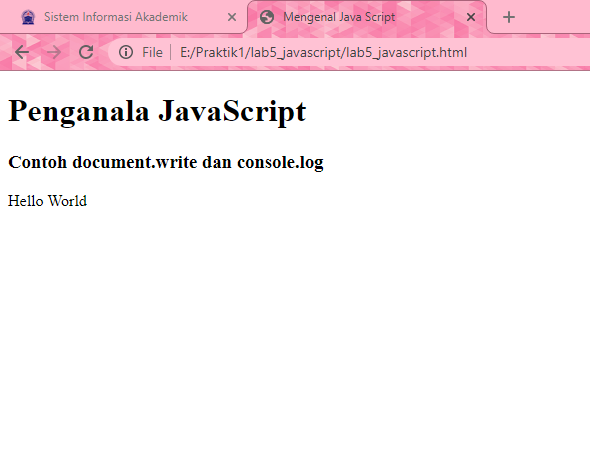 Sistem Informasi Akademik
Mengenal Java Script
File
E:/Praktik1/lab5_javascript/lab5_javascript.html
Penganala JavaScript
Contoh document.write dan console.log
Hello World